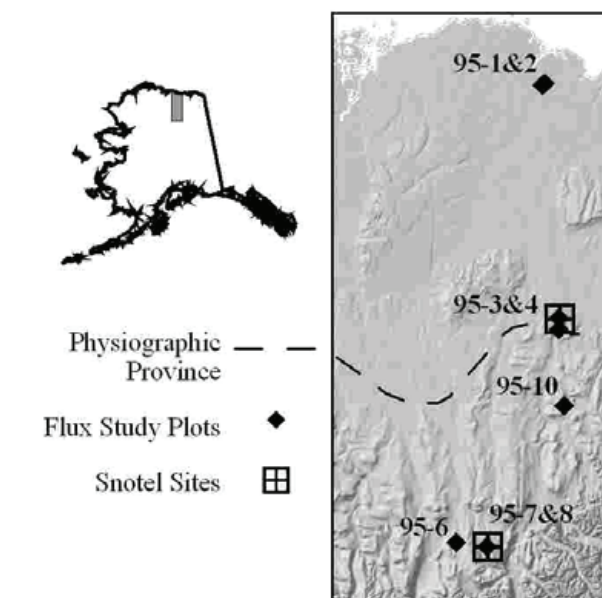 95-1&2
95-3&4
Physiographic
Province
95-10
Flux Study Plots
Snotel Sites
95-7&8
95-6